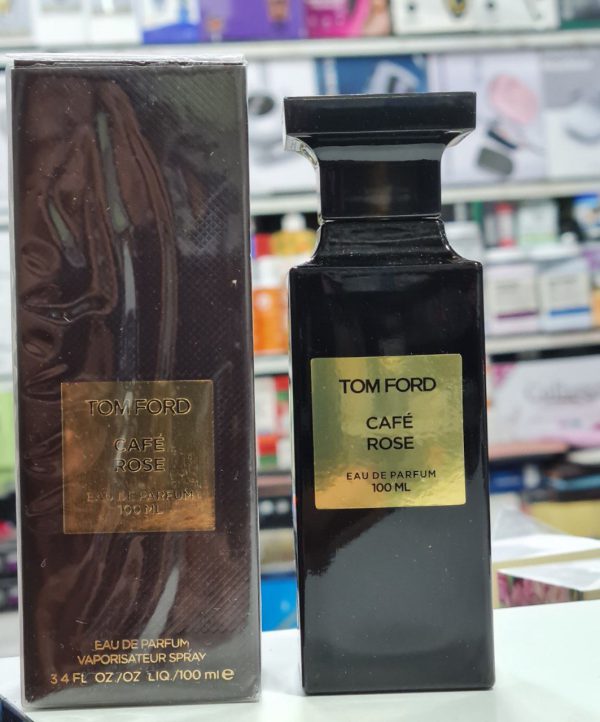 TOM FORD
CAFÉ
ROSE
EAU DE PARFUM
100 ML
EAU DE PARFUM
VAPORISATEUR SPRAY
3 4 FL OZ./OZ LIQ./100 ml e
TOM FORD
CAFÉ
ROSE
EAU DE PARFUM
100 ML
Collagen